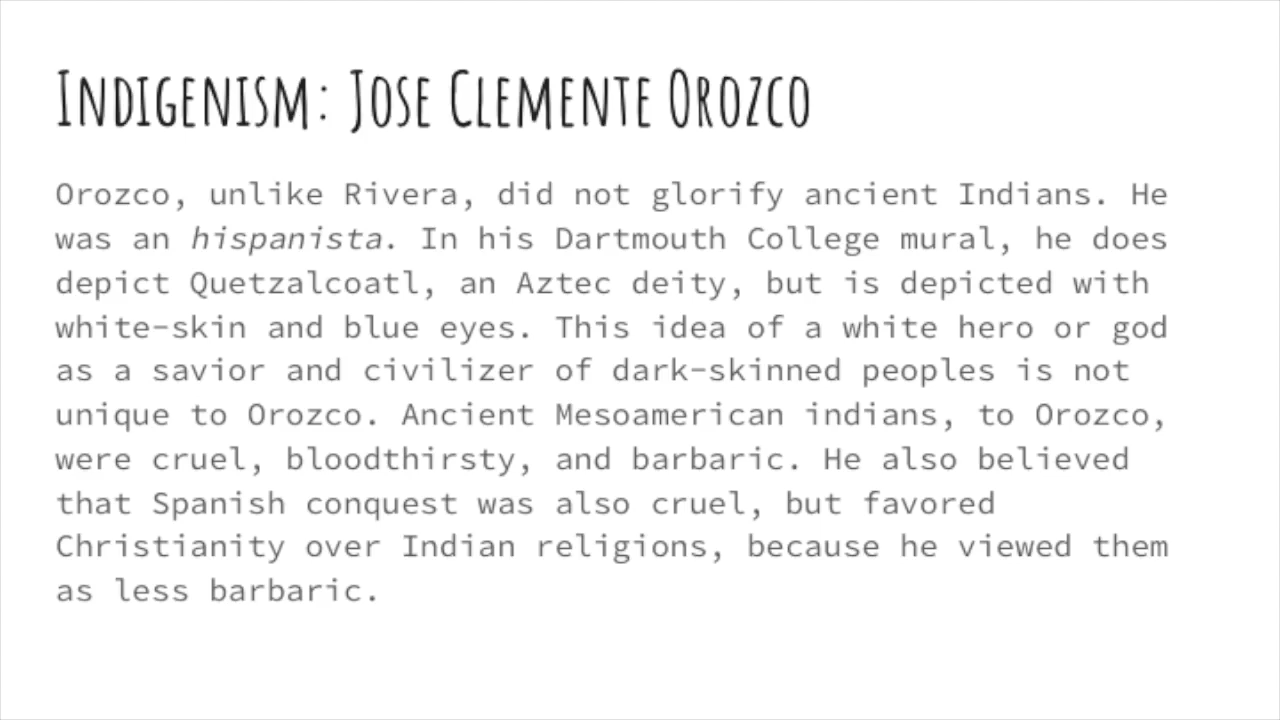 Indigenism: Jose Clemente Orozco
Orozco, unlike Rivera, did not glorify ancient Indians. He
was an hispanista. In his Dartmouth College mural, he does
depict Quetzalcoatl, an Aztec deity, but is depicted with
white-skin and blue eyes. This idea of a white hero or god
as a savior and civilizer of dark-skinned peoples is not
unique to Orozco. Ancient Mesoamerican indians, to Orozco,
were cruel, bloodthirsty, and barbaric. He also believed
that Spanish conquest was also cruel, but favored
Christianity over Indian religions, because he viewed them
as less barbaric.